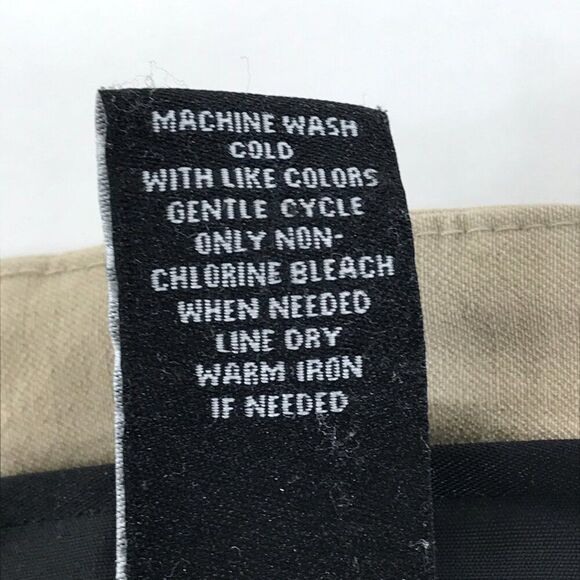 MACHINE WASH
COLD
WITH LIKE COLORS
GENTLE CYCLE
ONLY NON-
CHLORINE BLEACH
WHEN NEEDED
LINE DRY
WARM IRON
IF NEEDED